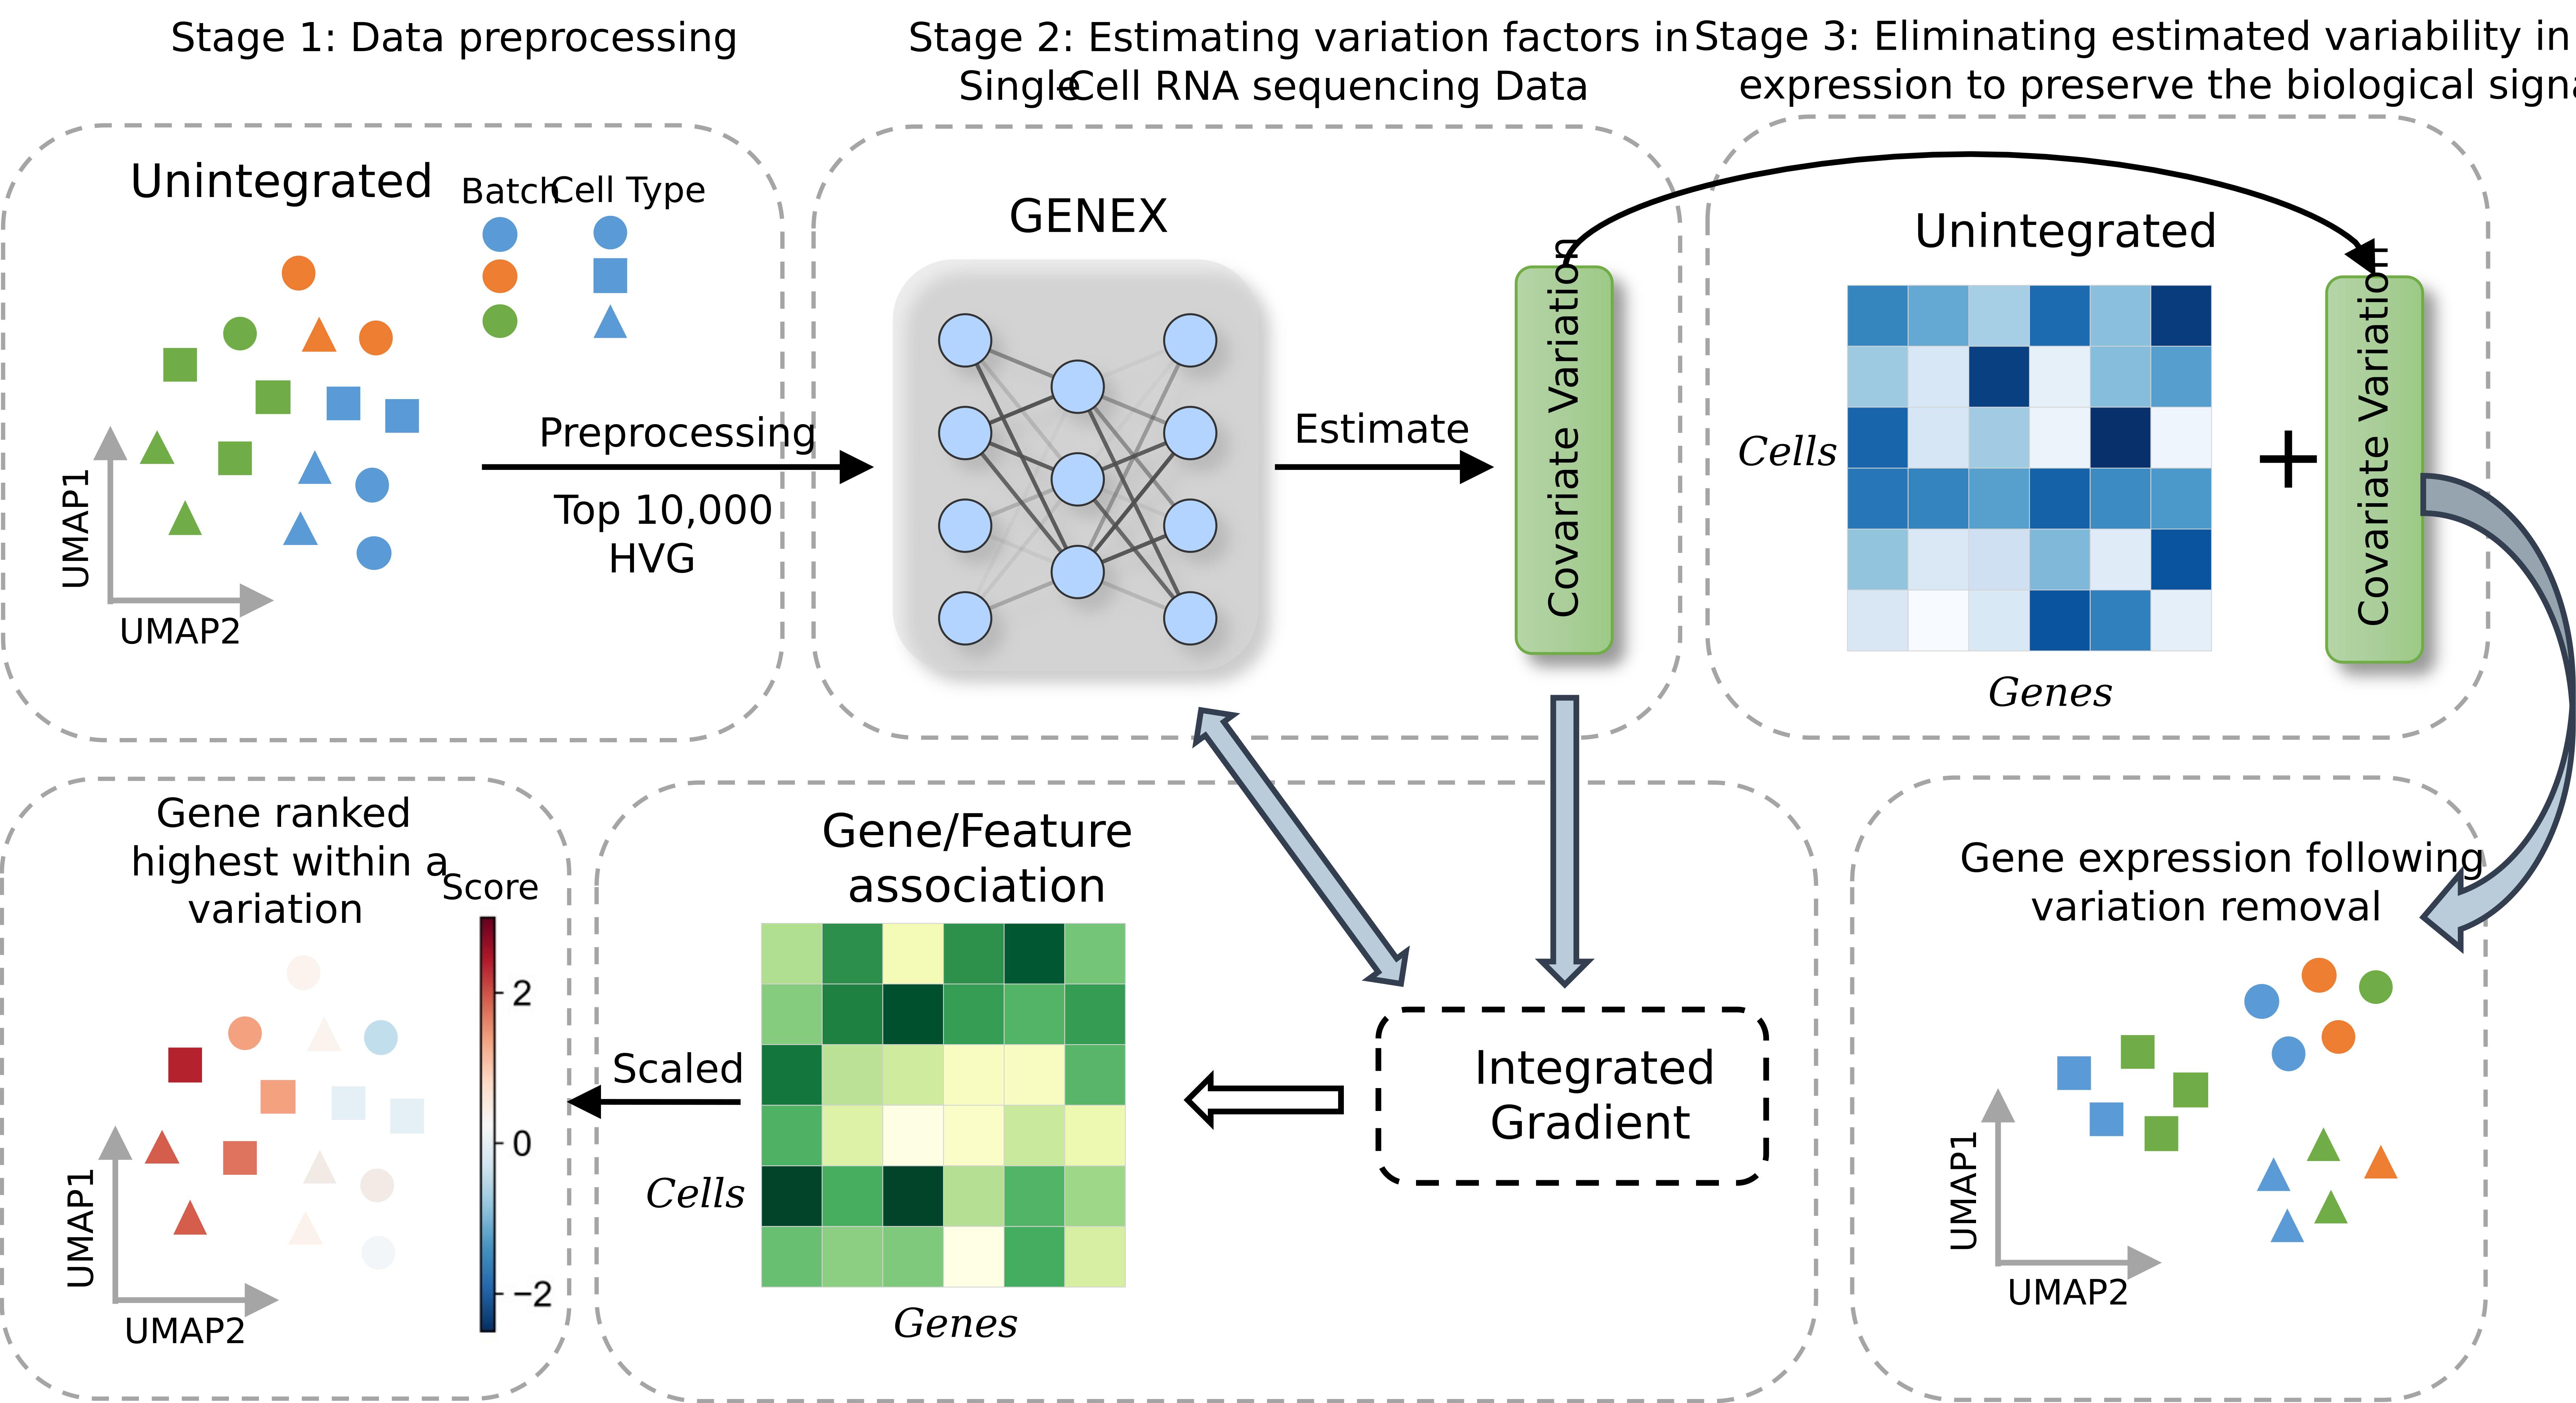 Stage 1: Data preprocessing
Stage 2: Estimating variation factors in
Single-Cell RNA sequencing Data
Stage 3: Eliminating estimated variability in
expression to preserve the biological
Unintegrated
Batch
Cell Type
UMAP1
UMAP2
Preprocessing
Top 10,000
HVG
GENEX
Estimate
Covariate Variation
Unintegrated
Cells
Genes
+
Covariate Variation
Gene ranked
highest within a
variation
Score
2
0
−2
UMAP1
UMAP2
Scaled
Gene/Feature
association
Cells
Genes
Integrated
Gradient
Gene expression following
variation removal
UMAP1
UMAP2